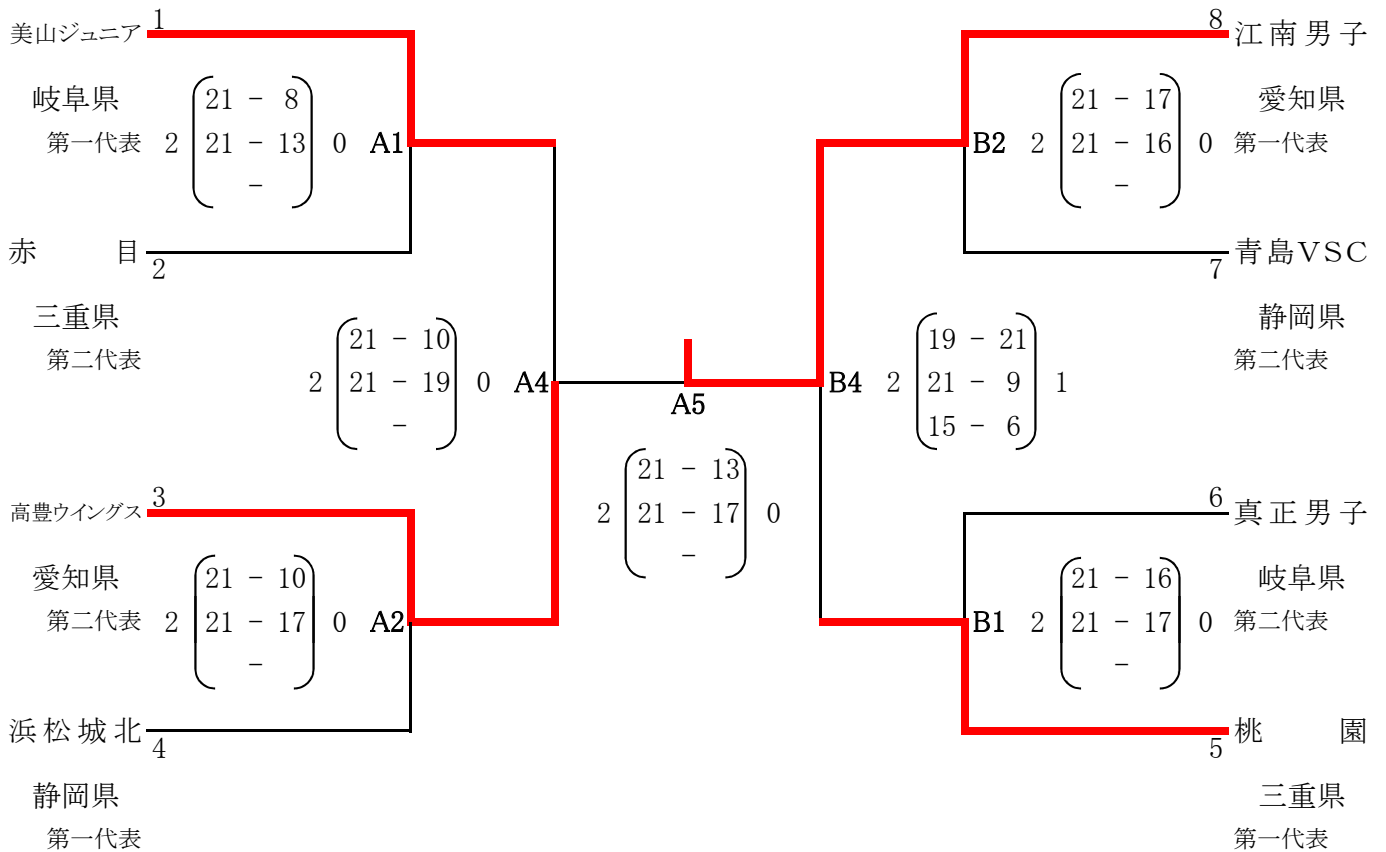 1
美山ジュニア
岐阜県
第一代表
2 21 - 8 0
21 - 13
-
A1
赤 目
2
三重県
第二代表
2 21 - 10 0
21 - 19
-
A4
3
高豊ウイングス
愛知県
第二代表
2 21 - 10 0
21 - 17
-
A2
浜松城北
4
静岡県
第一代表
A5
2 21 - 13 0
21 - 17
-
8
江南男子
愛知県
第一代表
B2
2 21 - 17 0
21 - 16
-
青島VSC
7
静岡県
第二代表
B4
2 19 - 21 1
21 - 9
15 - 6
6
真正男子
岐阜県
第二代表
B1
2 21 - 16 0
21 - 17
-
桃 園
5
三重県
第一代表